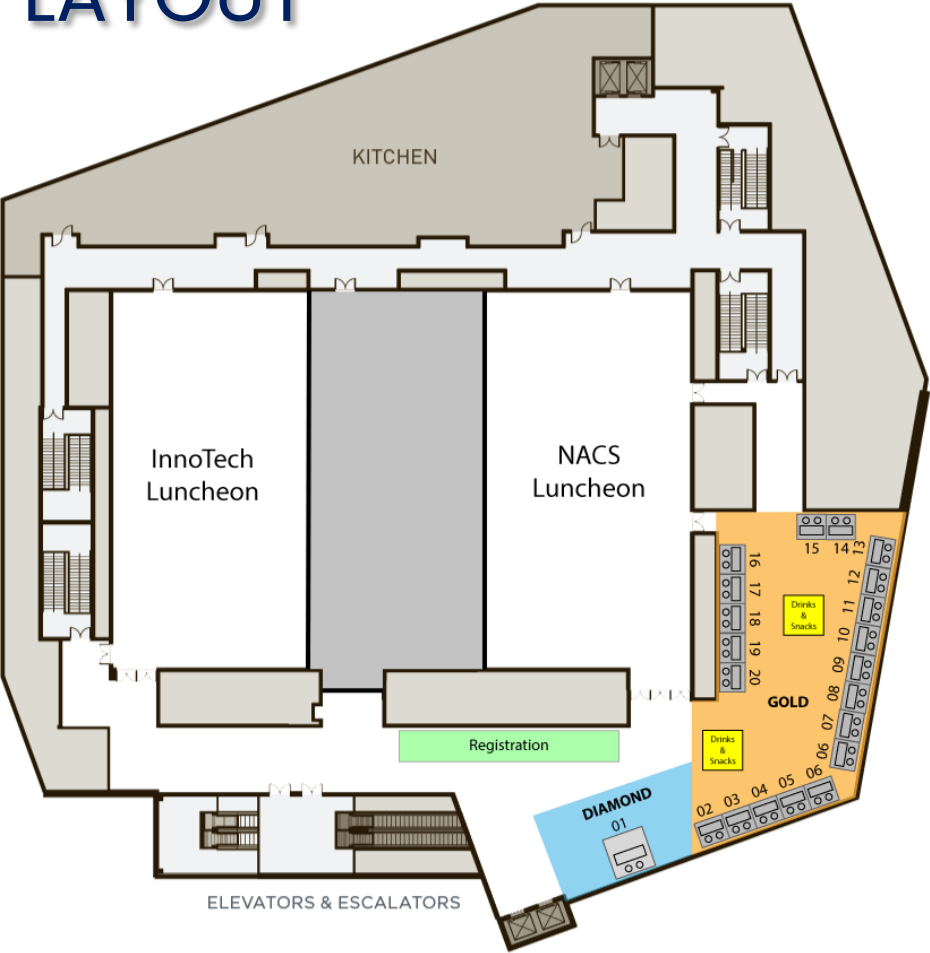 LAYOUT
KITCHEN
InnoTech
Luncheon
NACS
Luncheon
15
14
13
12
11
10
09
08
07
06
16
17
18
19
20
Drinks
&
Snacks
GOLD
Drinks
&
Snacks
Registration
02
03
04
05
06
DIAMOND
01
ELEVATORS & ESCALATORS